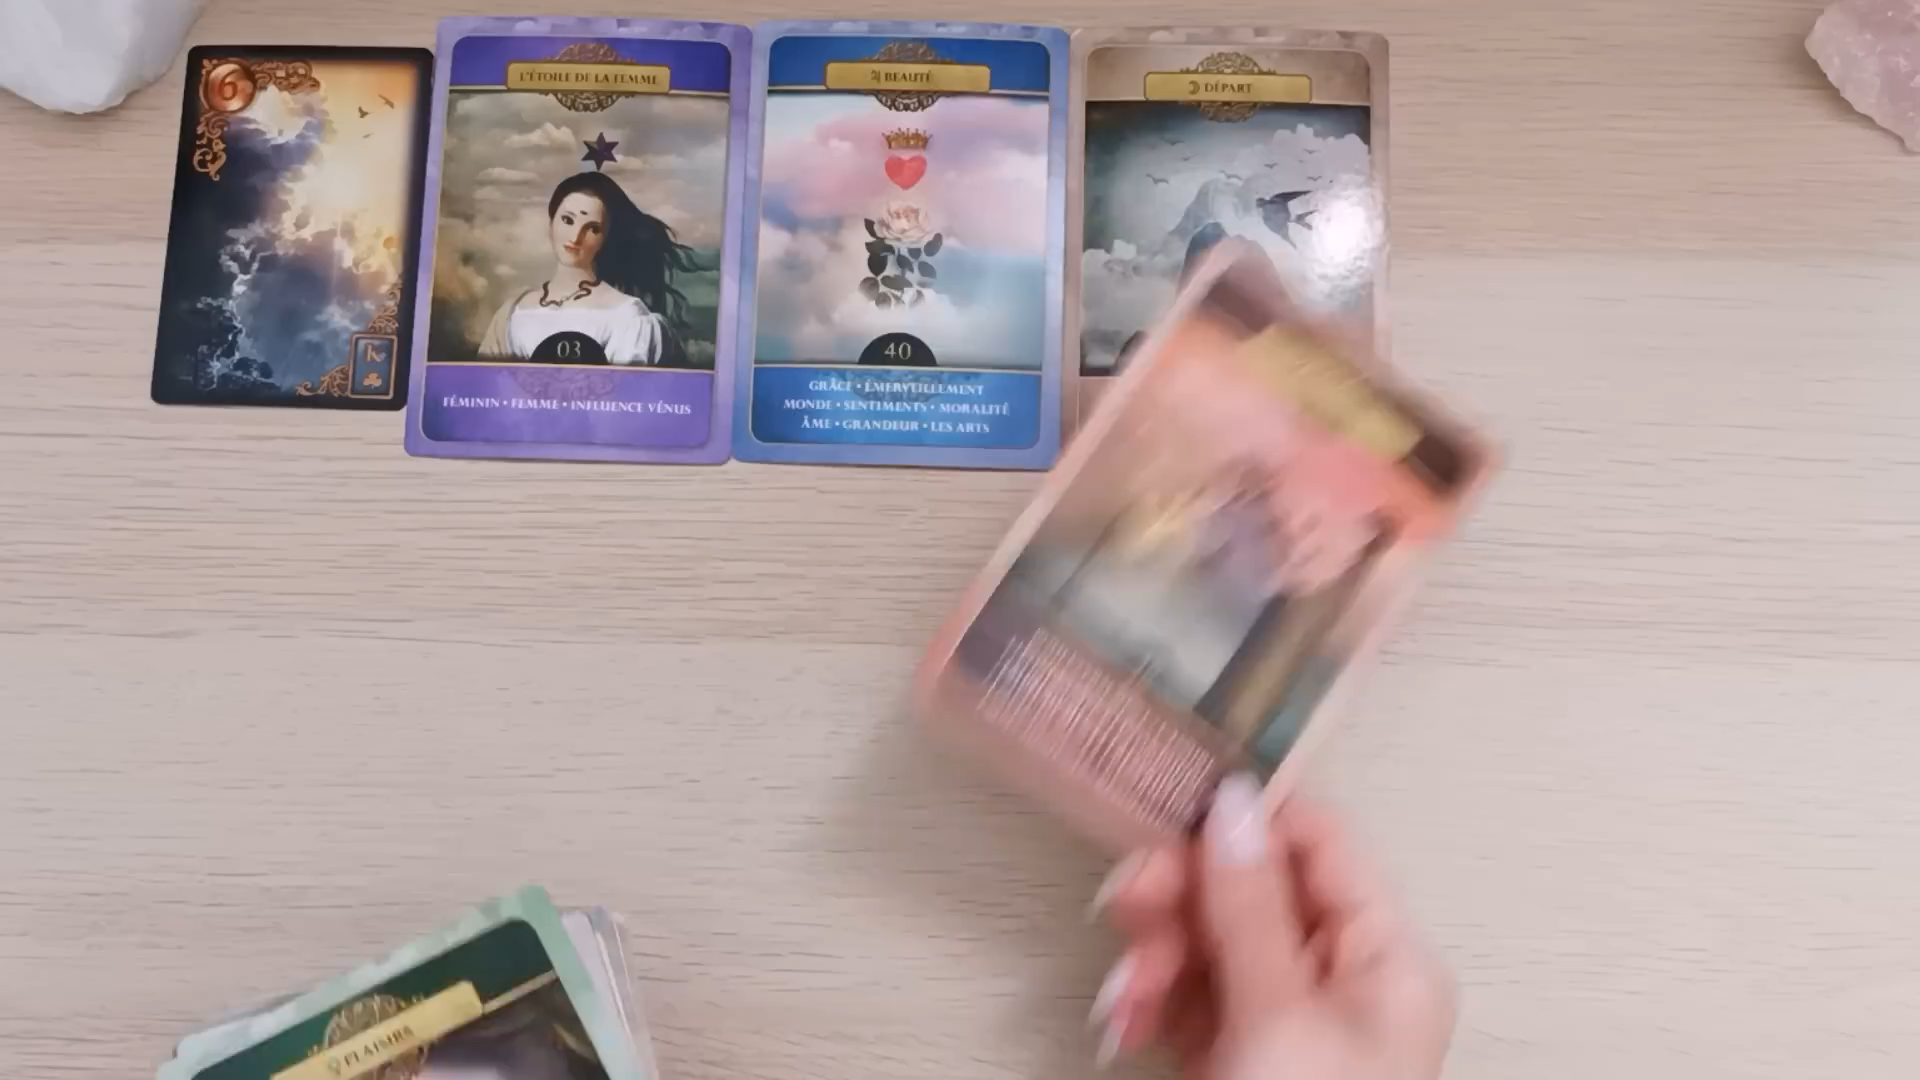 6
K
L'ÉTOILE DE LA FEMME
03
FÉMININ • FEMME • INFLUENCE VÉNUS
BEAUTÉ
40
GRÂCE • ÉMERVEILLEMENT
MONDE • SENTIMENTS • MORALITÉ
ÂME • GRANDEUR • LES ARTS
DÉPART
PLAISIRS